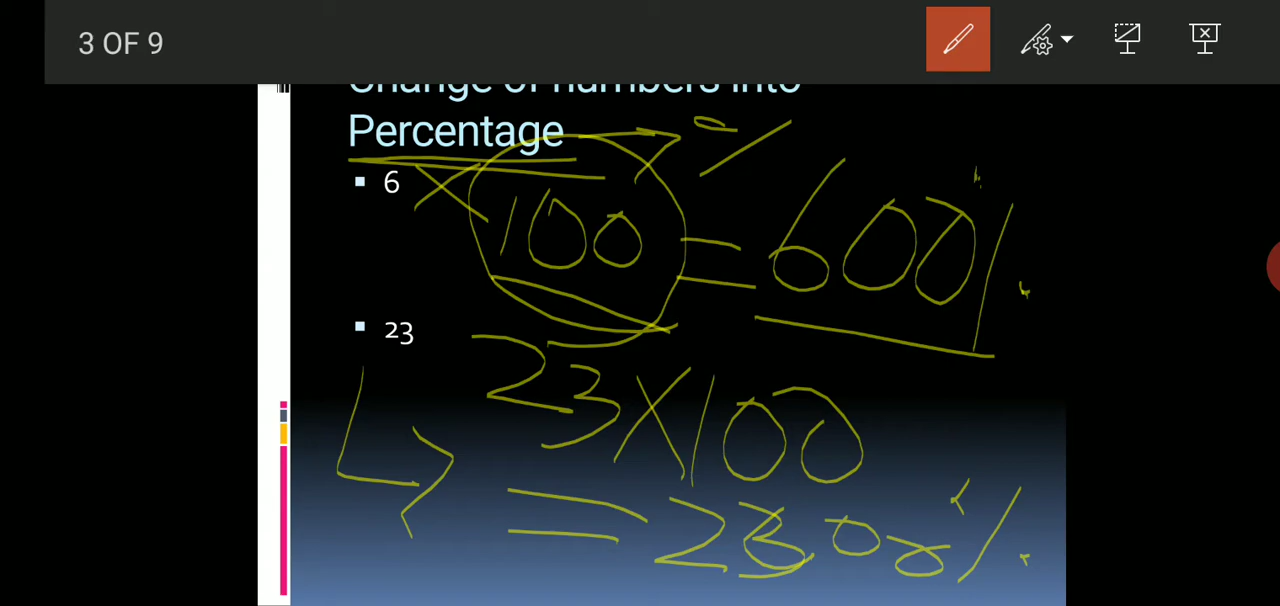 3 OF 9
Change of numbers into
Percentage → %
6 × 100 = 600%
23
23×100
= 2300%